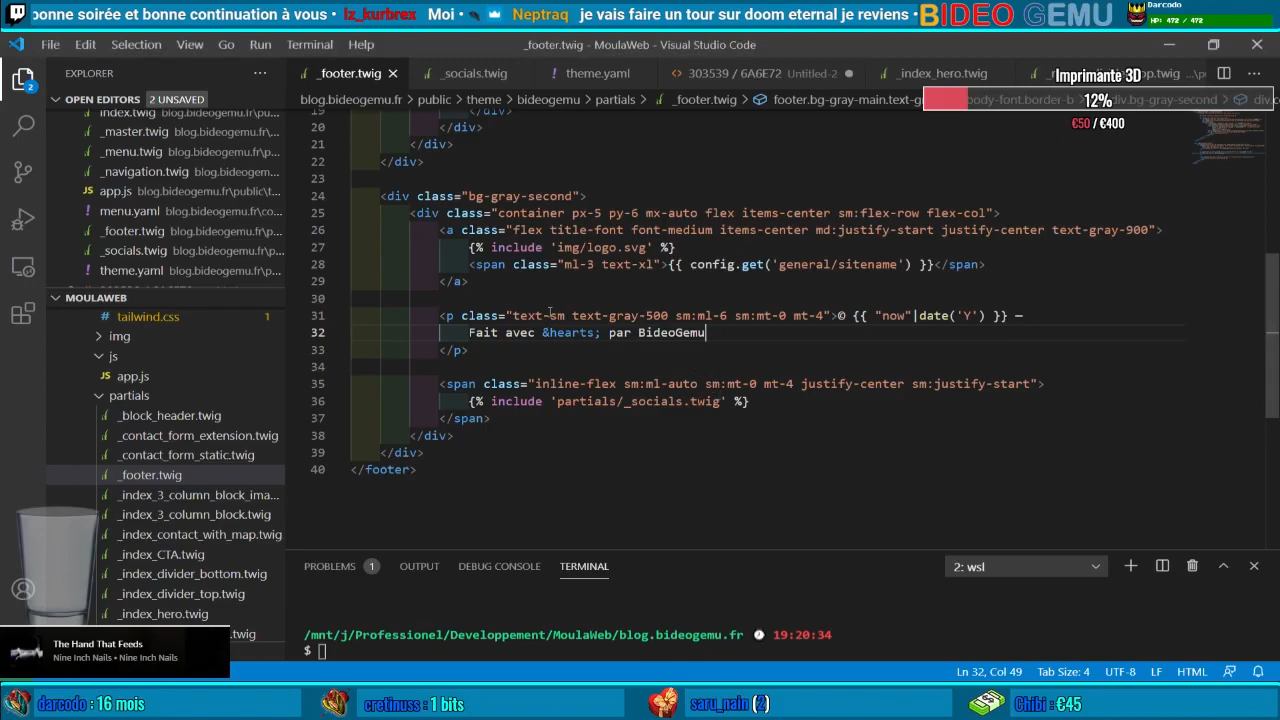 bonne soirée et bonne continuation à vous lz_kurbrex Moi Neptraq je vais faire un tour sur doom eternal je reviens BIDEO GEMU Darcodo
HP: 472 / 472
File Edit Selection View Go Run Terminal Help _footer.twig - MoulaWeb - Visual Studio Code
EXPLORER _footer.twig _socials.twig theme.yaml 303539 / 6A6E72 Untitled-2 _index_hero.twig
Imprimante 3D
12%
€50 / €400
OPEN EDITORS 2 UNSAVED
blog.bideogemu.fr > public > theme > bideogemu > partials > _footer.twig > footer.bg-gray-main.text-gr body-font.border-b div.bg-gray-second > div.co
index.twig blog.bideogemu.fr\p...
_master.twig blog.bideogemu.fr\...
_menu.twig blog.bideogemu.fr\p...
_navigation.twig blog.bideoge...
app.js blog.bideogemu.fr\public\t...
menu.yaml blog.bideogemu.fr\co...
_footer.twig blog.bideogemu.fr\...
_socials.twig blog.bideogemu.fr\...
theme.yaml blog.bideogemu.fr\p...
MOULAWEB
tailwind.css
js
app.js
partials
_block_header.twig
_contact_form_extension.twig
_contact_form_static.twig
_footer.twig
_index_3_column_block_ima...
_index_3_column_block.twig
_index_contact_with_map.twig
_index_CTA.twig
_index_divider_bottom.twig
_index_divider_top.twig
_index_hero.twig
19 </div>
20 </div>
21 </div>
22 </div>
23
24 <div class="bg-gray-second">
25 <div class="container px-5 py-6 mx-auto flex items-center sm:flex-row flex-col">
26 <a class="flex title-font font-medium items-center md:justify-start justify-center text-gray-900">
27 {% include 'img/logo.svg' %}
28 <span class="ml-3 text-xl">{{ config.get('general/sitename') }}</span>
29 </a>
30
31 <p class="text-sm text-gray-500 sm:ml-6 sm:mt-0 mt-4">© {{ "now"|date('Y') }} —
32 Fait avec &hearts; par BideoGemu
33 </p>
34
35 <span class="inline-flex sm:ml-auto sm:mt-0 mt-4 justify-center sm:justify-start">
36 {% include 'partials/_socials.twig' %}
37 </span>
38 </div>
39 </div>
40 </footer>
PROBLEMS 1 OUTPUT DEBUG CONSOLE TERMINAL 2: wsl
/mnt/j/Professionel/Developpement/MoulaWeb/blog.bideogemu.fr 19:20:34
$
The Hand That Feeds
Nine Inch Nails • Nine Inch Nails
Ln 32, Col 49 Tab Size: 4 UTF-8 LF HTML
darcodo : 16 mois cretinuss : 1 bits saru_nain (2) Chibi : €45